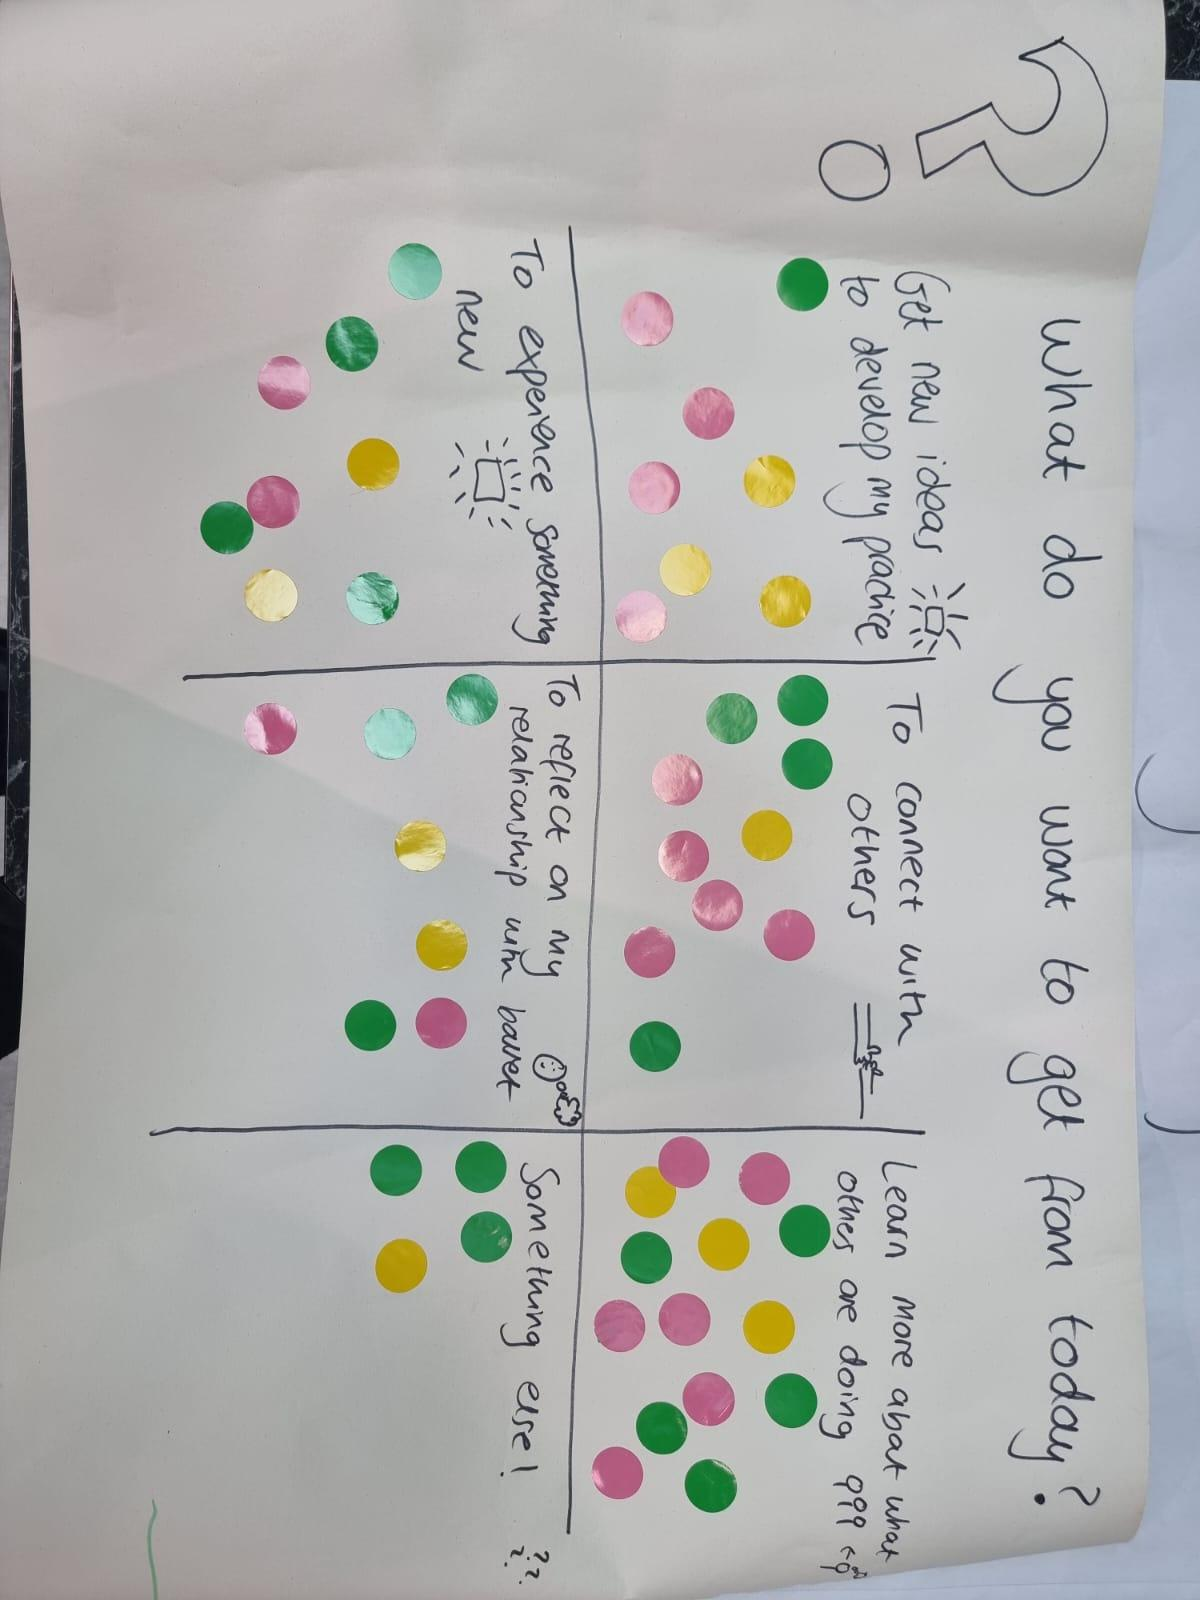 What do you want to get from today?
Get new ideas
to develop my practice
To connect with
others
Learn more about what
others are doing
To experience something
new
To reflect on my
relationship with
Something else!
???